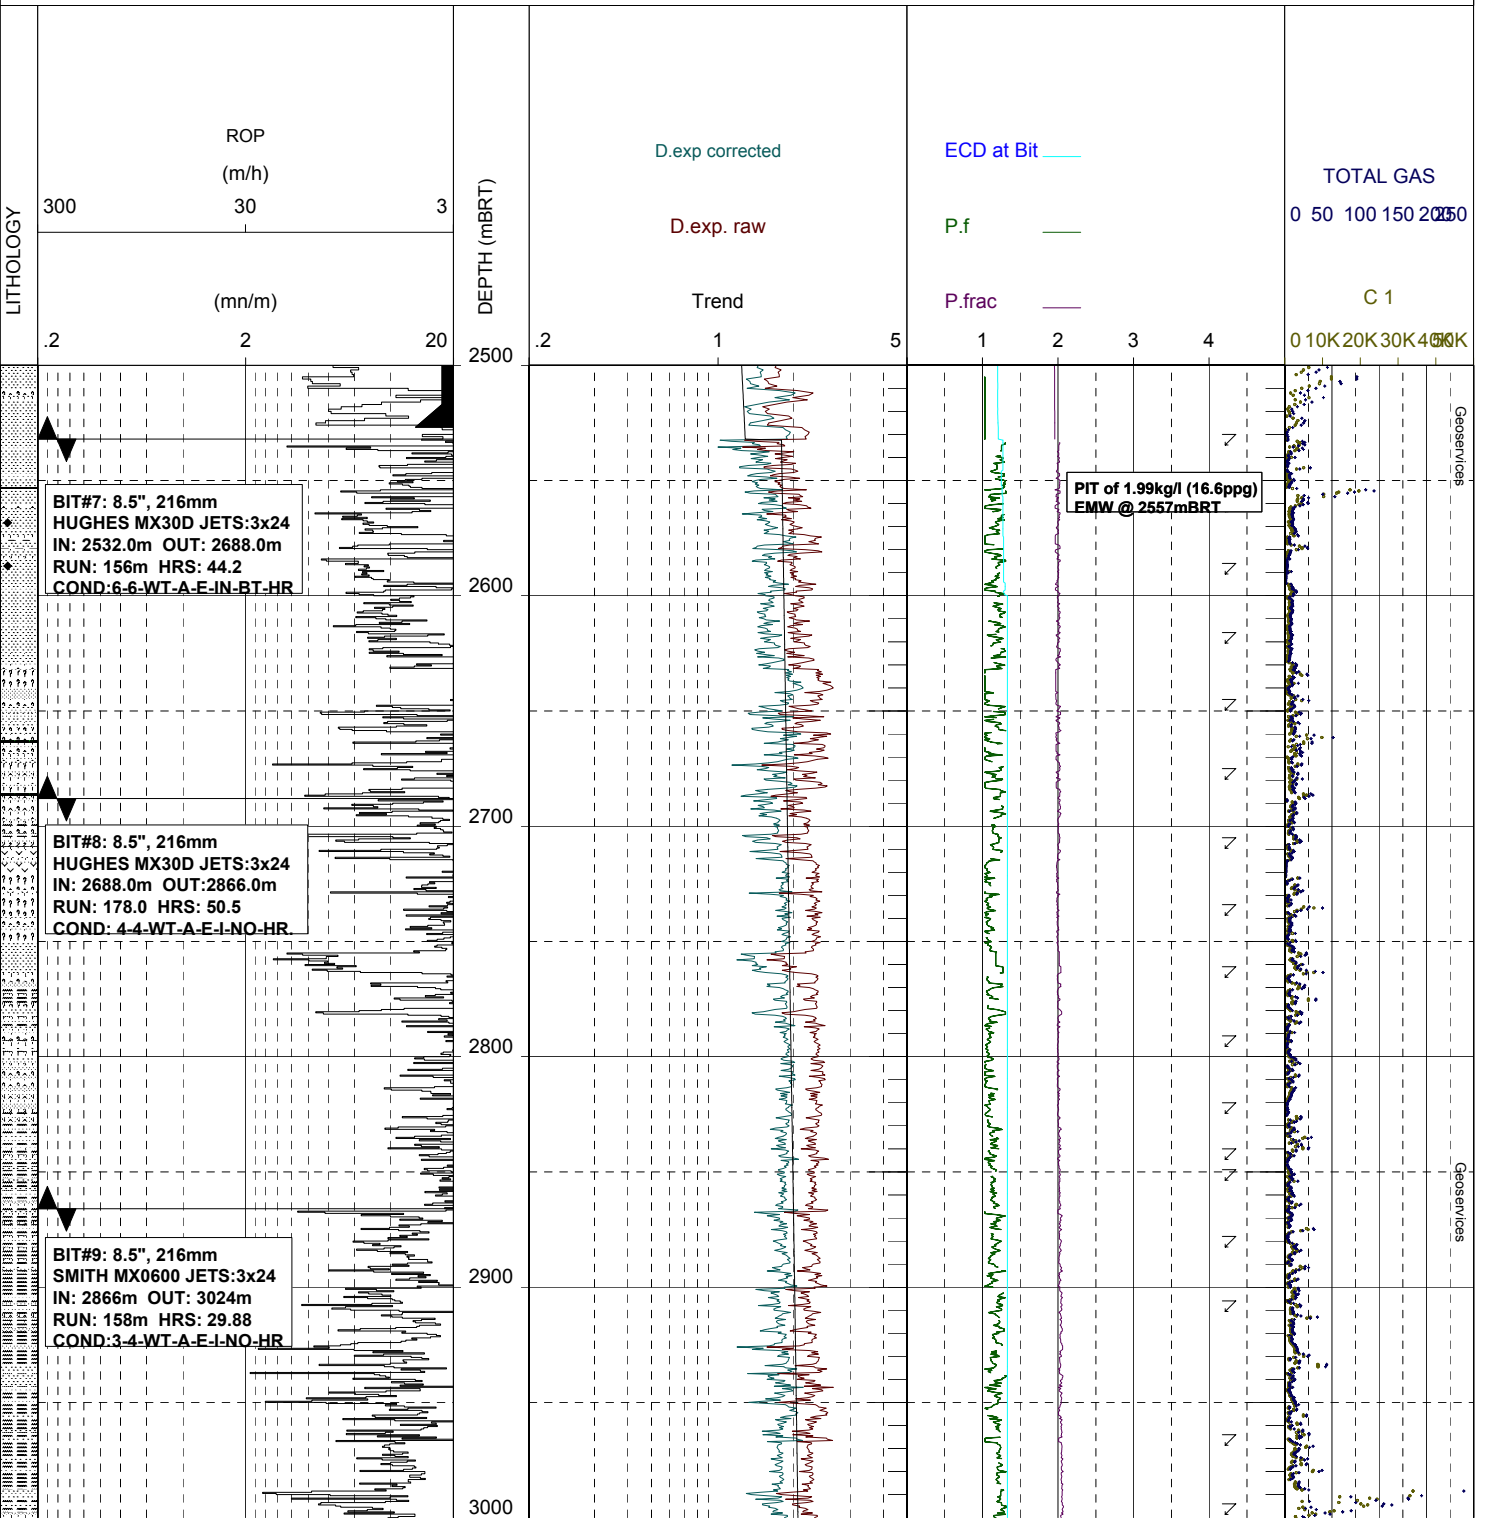 LITHOLOGY
ROP
(m/h)
300 30 3
(mn/m)
.2 2 20
DEPTH (mBRT)
D.exp corrected
D.exp. raw
Trend
.2 1 5
ECD at Bit
P.f
P.frac
1 2 3 4
TOTAL GAS
0 50 100 150 200 250
C 1
0 10K 20K 30K 40K 50K
2500
Geoservices
BIT#7: 8.5", 216mm
HUGHES MX30D JETS:3x24
IN: 2532.0m OUT: 2688.0m
RUN: 156m HRS: 44.2
COND:6-6-WT-A-E-IN-BT-HR
PIT of 1.99kg/l (16.6ppg)
EMW @ 2557mBRT
2600
2700
BIT#8: 8.5", 216mm
HUGHES MX30D JETS:3x24
IN: 2688.0m OUT:2866.0m
RUN: 178.0 HRS: 50.5
COND: 4-4-WT-A-E-I-NO-HR
2800
Geoservices
BIT#9: 8.5", 216mm
SMITH MX0600 JETS:3x24
IN: 2866m OUT: 3024m
RUN: 158m HRS: 29.88
COND:3-4-WT-A-E-I-NO-HR
2900
3000